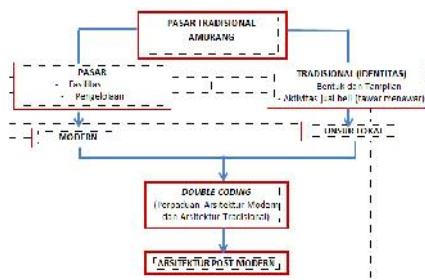 PASAR TRADISIONAL
AMURANG
PASAR
- Fasilitas
- Pengelolaan
TRADISIONAL (IDENTITAS)
Bentuk dan Tampilan
- Aktivitas jual beli (tawar menawar)
MODERN
UNSUR LOKAL
DOUBLE CODING
(Perpaduan Arsitektur Modern
dan Arsitektur Tradisional)
ARSITEKTUR POST MODERN